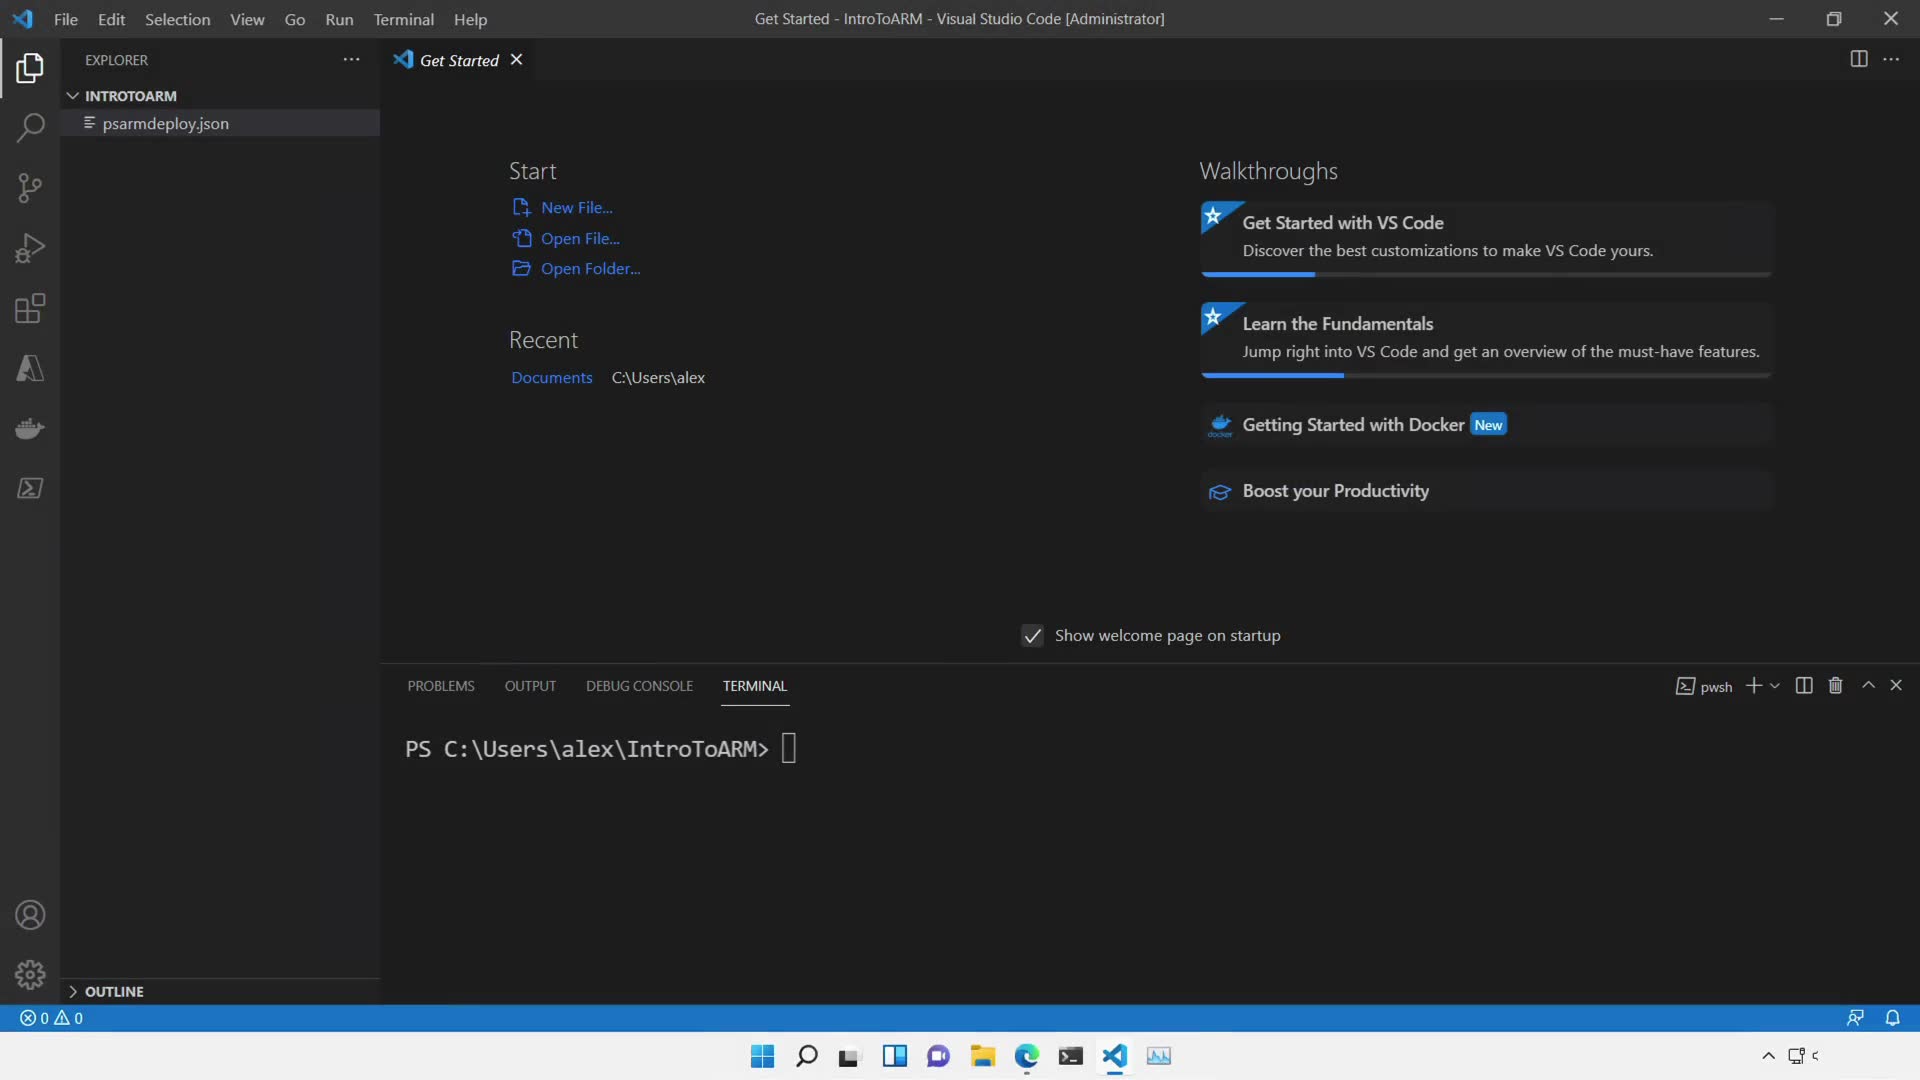 File Edit Selection View Go Run Terminal Help
Get Started - IntroToARM - Visual Studio Code [Administrator]
EXPLORER
Get Started
INTROTOARM
psarmdeploy.json
Start
New File...
Open File...
Open Folder...
Recent
Documents C:\Users\alex
Walkthroughs
Get Started with VS Code
Discover the best customizations to make VS Code yours.
Learn the Fundamentals
Jump right into VS Code and get an overview of the must-have features.
docker
Getting Started with Docker New
Boost your Productivity
Show welcome page on startup
PROBLEMS OUTPUT DEBUG CONSOLE TERMINAL
pwsh
PS C:\Users\alex\IntroToARM>
OUTLINE
0 0